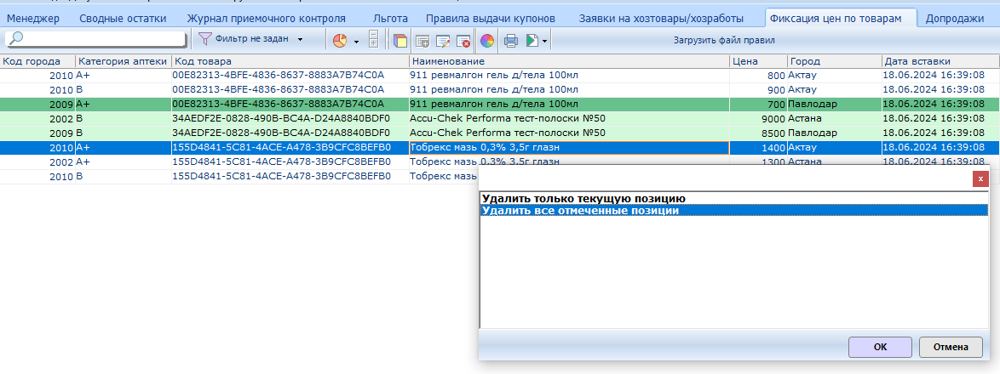 Менеджер Сводные остатки Журнал приемочного контроля Льгота Правила выдачи купонов Заявки на хозтовары/хозработы Фиксация цен по товарам Допродажи
Фильтр не задан Загрузить файл правил
Код города Категория аптеки Код товара Наименование Цена Город Дата вставки
2010 A+ 00E82313-4BFE-4836-8637-8883A7B74C0A 911 ревмалгон гель д/тела 100мл 800 Актау 18.06.2024 16:39:08
2010 B 00E82313-4BFE-4836-8637-8883A7B74C0A 911 ревмалгон гель д/тела 100мл 900 Актау 18.06.2024 16:39:08
2009 A+ 00E82313-4BFE-4836-8637-8883A7B74C0A 911 ревмалгон гель д/тела 100мл 700 Павлодар 18.06.2024 16:39:08
2002 B 34AEDF2E-0828-490B-BC4A-D24A8840BDF0 Accu-Chek Performa тест-полоски №50 9000 Астана 18.06.2024 16:39:08
2009 B 34AEDF2E-0828-490B-BC4A-D24A8840BDF0 Accu-Chek Performa тест-полоски №50 8500 Павлодар 18.06.2024 16:39:08
2010 A+ 155D4841-5C81-4ACE-A478-3B9CFC8BEFB0 Тобрекс мазь 0,3% 3,5г глазн 1400 Актау 18.06.2024 16:39:08
2002 A+ 155D4841-5C81-4ACE-A478-3B9CFC8BEFB0 Тобрекс мазь 0,3% 3,5г глазн 1300 Астана 18.06.2024 16:39:08
2010 B 155D4841-5C81-4ACE-A478-3B9CFC8BEFB0 Тобрекс мазь
Удалить только текущую позицию
Удалить все отмеченные позиции
OK Отмена